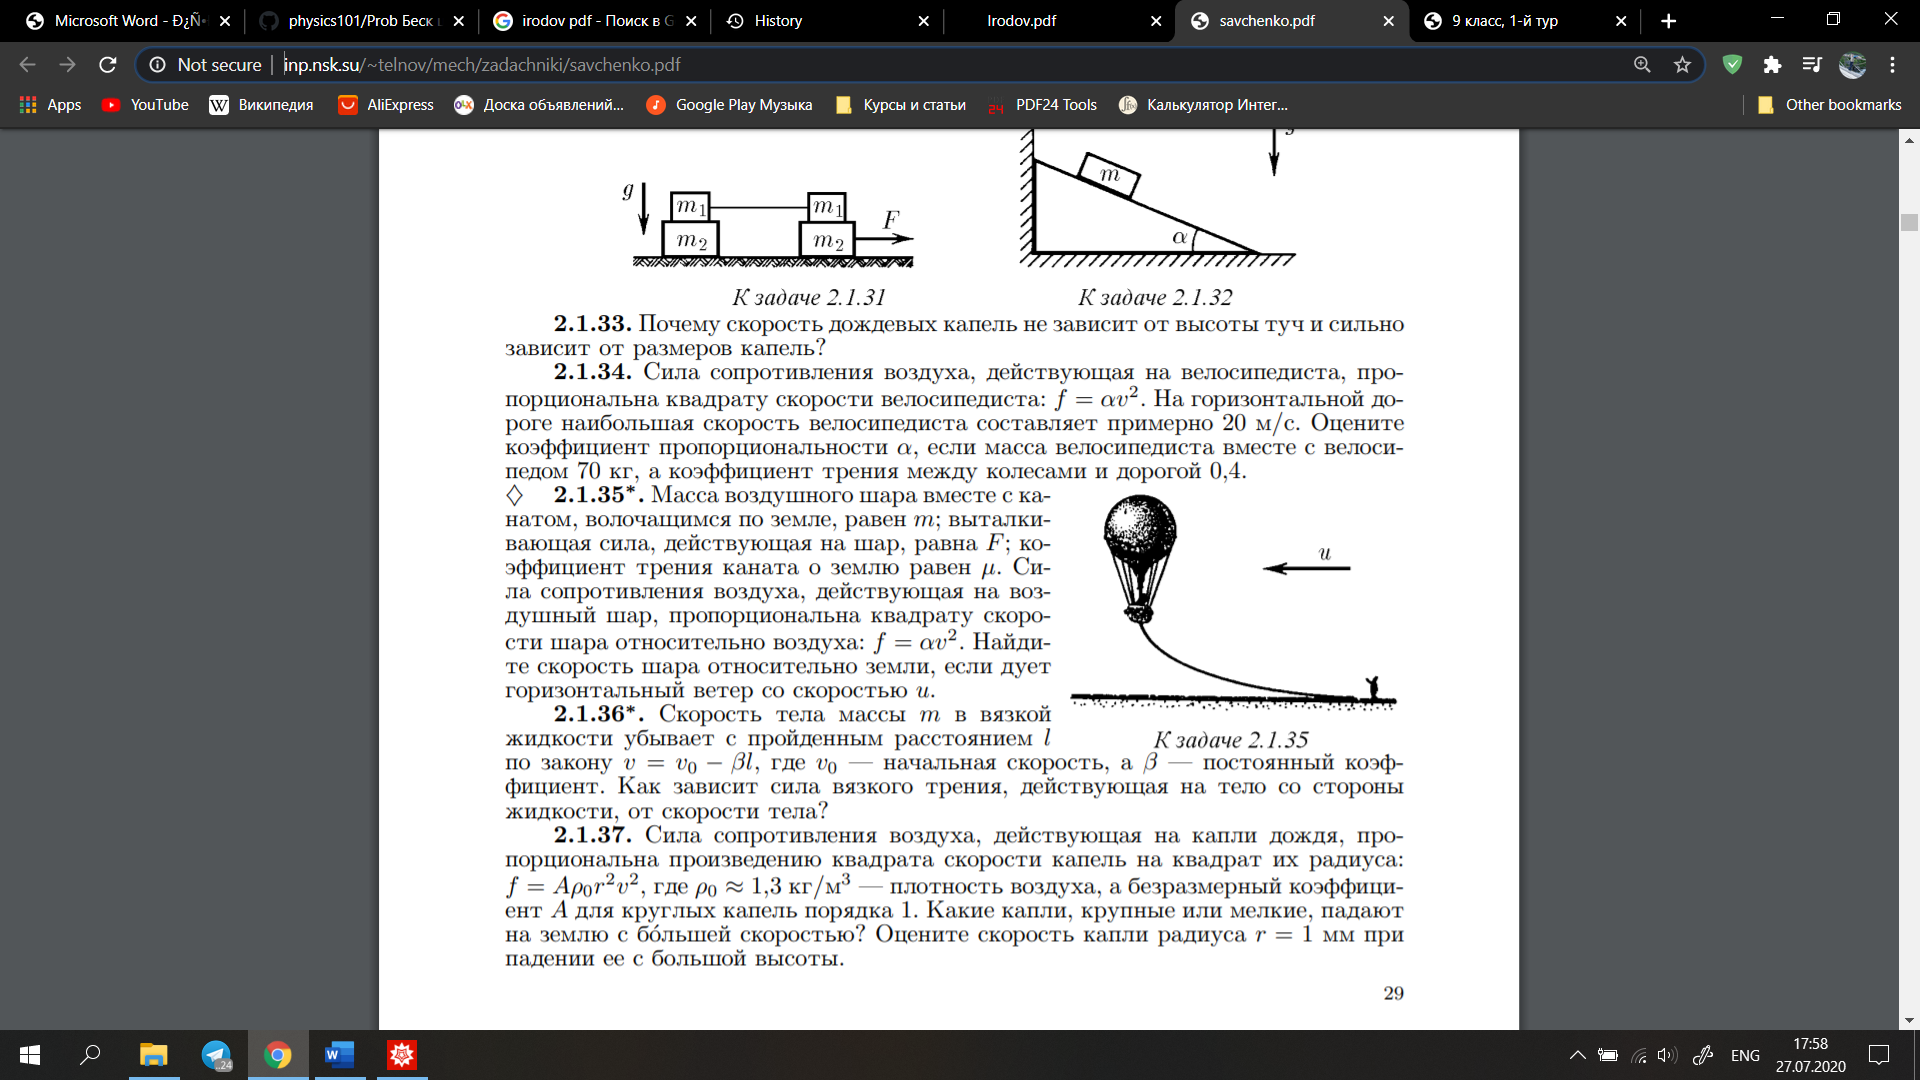 Microsoft Word - Ð¿Ñ
physics101/Prob Беск ц
irodov pdf - Поиск в G
History
Irodov.pdf
savchenko.pdf
9 класс, 1-й тур
Not secure | inp.nsk.su/~telnov/mech/zadachniki/savchenko.pdf
Apps
YouTube
Википедия
AliExpress
Доска объявлений...
Google Play Музыка
Курсы и статьи
PDF24 Tools
Калькулятор Интег...
Other bookmarks
g
m₁
m₁
m₂
m₂
F
m
α
К задаче 2.1.31
К задаче 2.1.32
2.1.33. Почему скорость дождевых капель не зависит от высоты туч и сильно
зависит от размеров капель?
2.1.34. Сила сопротивления воздуха, действующая на велосипедиста, про-
порциональна квадрату скорости велосипедиста: f = αv². На горизонтальной до-
роге наибольшая скорость велосипедиста составляет примерно 20 м/с. Оцените
коэффициент пропорциональности α, если масса велосипедиста вместе с велоси-
педом 70 кг, а коэффициент трения между колесами и дорогой 0,4.
◊ 2.1.35*. Масса воздушного шара вместе с ка-
натом, волочащимся по земле, равен m; выталки-
вающая сила, действующая на шар, равна F; ко-
эффициент трения каната о землю равен μ. Си-
ла сопротивления воздуха, действующая на воз-
душный шар, пропорциональна квадрату скоро-
сти шара относительно воздуха: f = αv². Найди-
те скорость шара относительно земли, если дует
горизонтальный ветер со скоростью u.
u
К задаче 2.1.35
2.1.36*. Скорость тела массы m в вязкой
жидкости убывает с пройденным расстоянием l
по закону v = v₀ − βl, где v₀ — начальная скорость, а β — постоянный коэф-
фициент. Как зависит сила вязкого трения, действующая на тело со стороны
жидкости, от скорости тела?
2.1.37. Сила сопротивления воздуха, действующая на капли дождя, про-
порциональна произведению квадрата скорости капель на квадрат их радиуса:
f = Aρ₀r²v², где ρ₀ ≈ 1,3 кг/м³ — плотность воздуха, а безразмерный коэффици-
ент A для круглых капель порядка 1. Какие капли, крупные или мелкие, падают
на землю с бо́льшей скоростью? Оцените скорость капли радиуса r = 1 мм при
падении ее с большой высоты.
29
24
ENG
17:58
27.07.2020